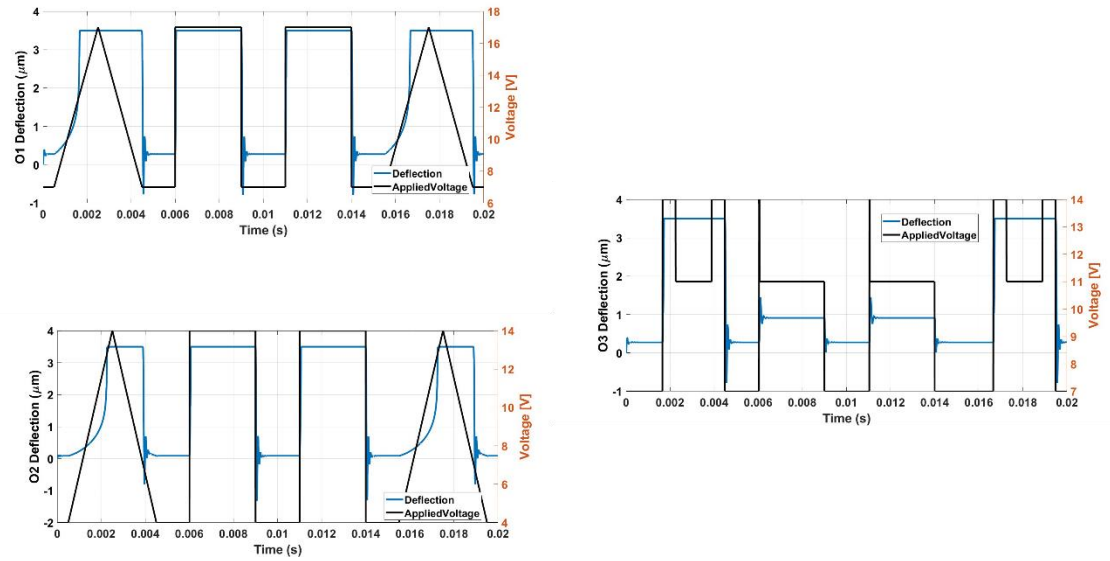 4
3
2
1
0
-1
O1 Deflection (μm)
18
16
14
12
10
8
6
Voltage [V]
Deflection
AppliedVoltage
0 0.002 0.004 0.006 0.008 0.01 0.012 0.014 0.016 0.018 0.02
Time (s)
4
3
2
1
0
-1
-2
O2 Deflection (μm)
14
12
10
8
6
4
Voltage [V]
Deflection
AppliedVoltage
0 0.002 0.004 0.006 0.008 0.01 0.012 0.014 0.016 0.018 0.02
Time (s)
4
3
2
1
0
-1
O3 Deflection (μm)
14
13
12
11
10
9
8
7
Voltage [V]
Deflection
AppliedVoltage
0 0.002 0.004 0.006 0.008 0.01 0.012 0.014 0.016 0.018 0.02
Time (s)